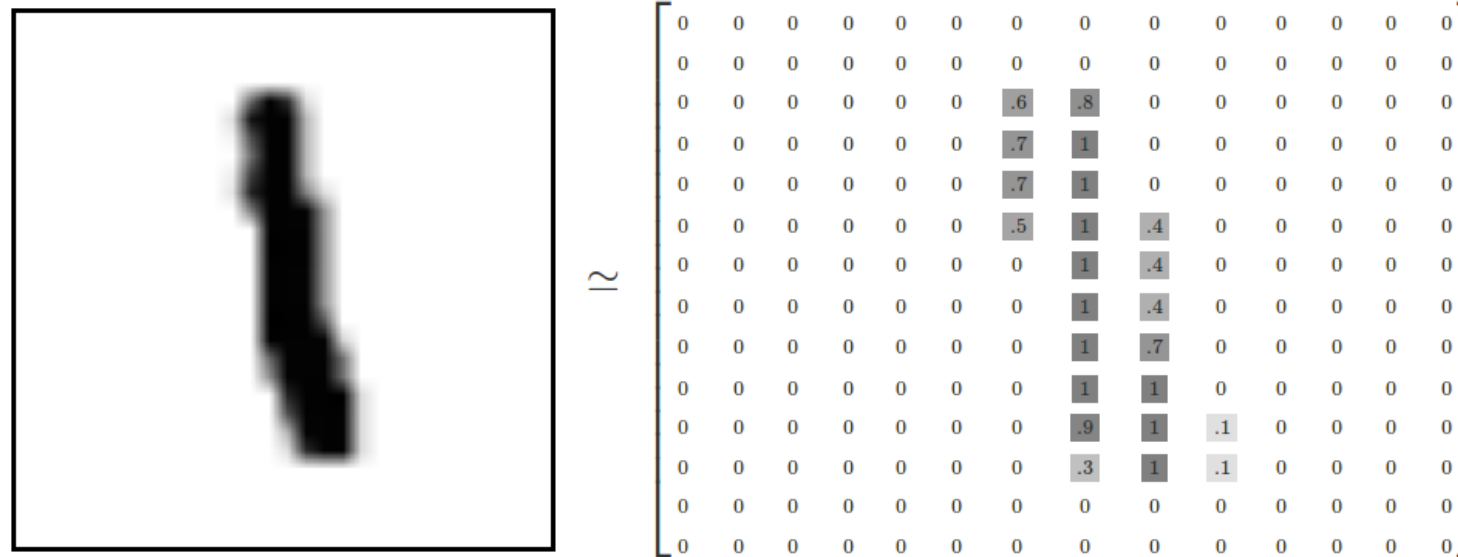 0 0 0 0 0 0 0 0 0 0 0 0 0 0
0 0 0 0 0 0 0 0 0 0 0 0 0 0
0 0 0 0 0 0 .6 .8 0 0 0 0 0 0
0 0 0 0 0 0 .7 1 0 0 0 0 0 0
0 0 0 0 0 0 .7 1 0 0 0 0 0 0
0 0 0 0 0 0 .5 1 .4 0 0 0 0 0
≃ 0 0 0 0 0 0 0 1 .4 0 0 0 0 0
0 0 0 0 0 0 0 1 .4 0 0 0 0 0
0 0 0 0 0 0 0 1 .7 0 0 0 0 0
0 0 0 0 0 0 0 1 1 0 0 0 0 0
0 0 0 0 0 0 0 .9 1 .1 0 0 0 0
0 0 0 0 0 0 0 .3 1 .1 0 0 0 0
0 0 0 0 0 0 0 0 0 0 0 0 0 0
0 0 0 0 0 0 0 0 0 0 0 0 0 0